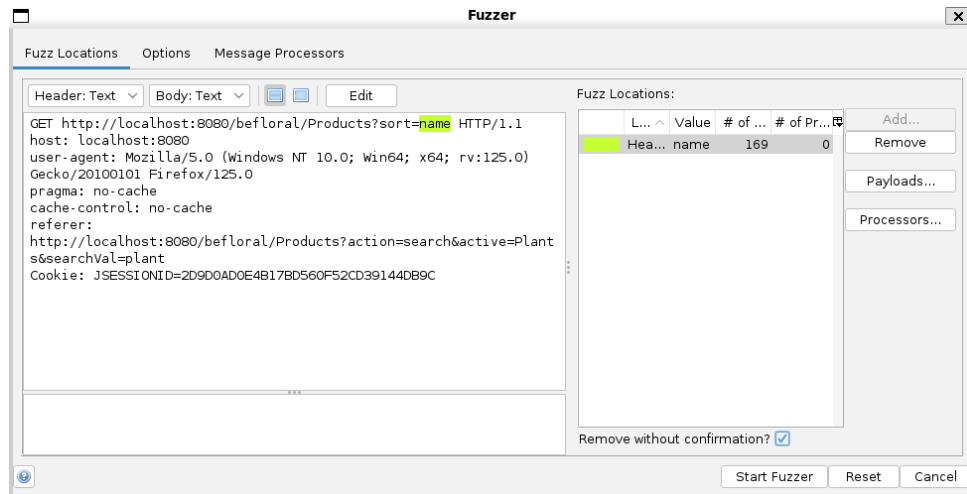 Fuzzer
Fuzz Locations Options Message Processors
Header: Text Body: Text Edit
GET http://localhost:8080/befloral/Products?sort=name HTTP/1.1
host: localhost:8080
user-agent: Mozilla/5.0 (Windows NT 10.0; Win64; x64; rv:125.0)
Gecko/20100101 Firefox/125.0
pragma: no-cache
cache-control: no-cache
referer:
http://localhost:8080/befloral/Products?action=search&active=Plant
s&searchVal=plant
Cookie: JSESSIONID=2D9D0AD0E4B17BD560F52CD39144DB9C
Fuzz Locations:
L... Value # of ... # of Pr...
Hea... name 169 0
Add...
Remove
Payloads...
Processors...
Remove without confirmation?
Start Fuzzer Reset Cancel